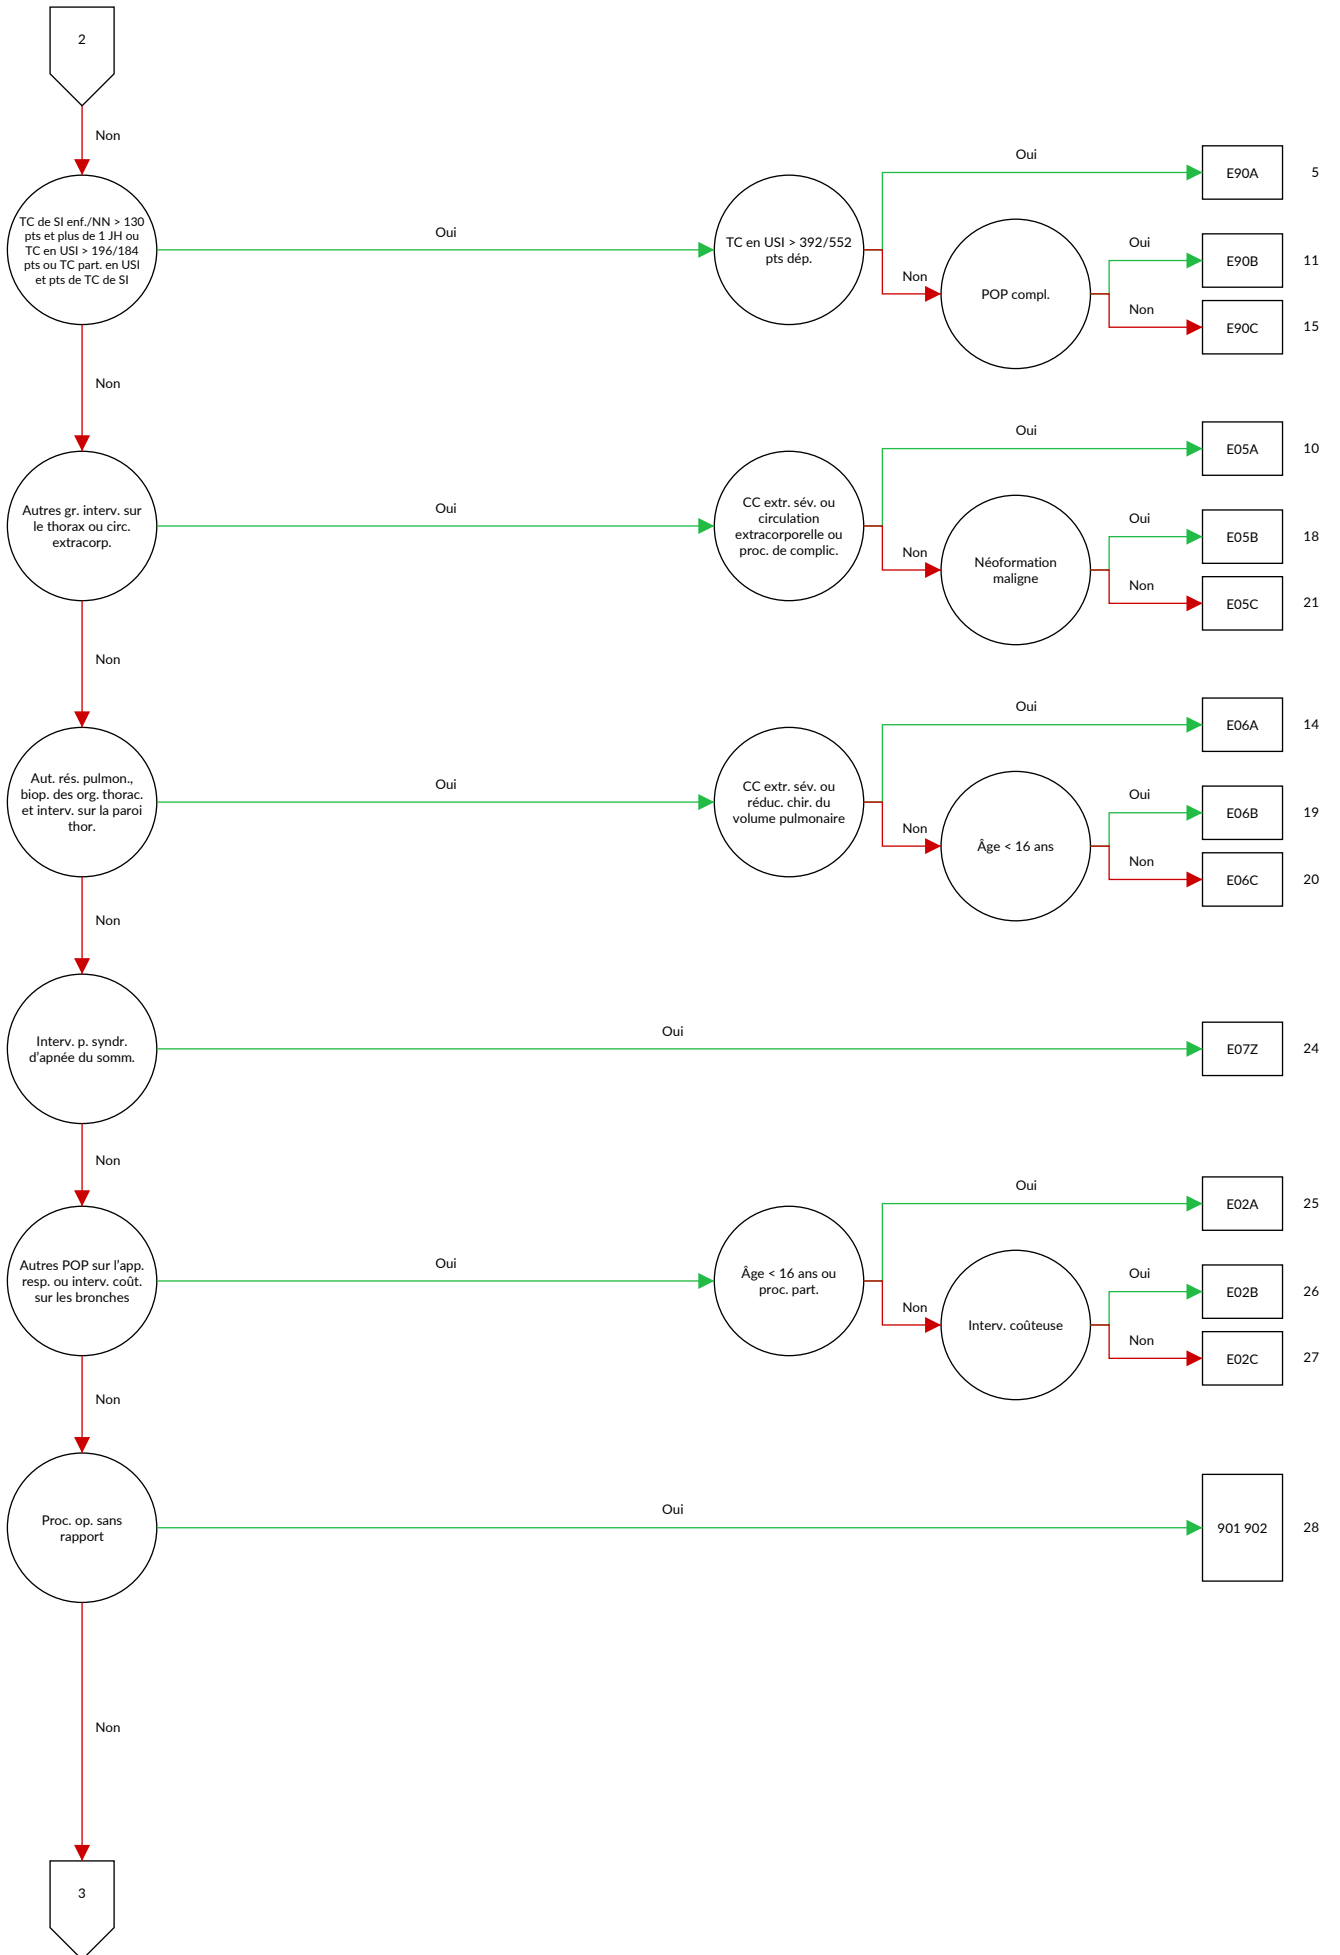 2
Non
TC de SI enf./NN > 130
pts et plus de 1 JH ou
TC en USI > 196/184
pts ou TC part. en USI
et pts de TC de SI
Oui
TC en USI > 392/552
pts dép.
Oui
E90A
5
Non
POP compl.
Oui
E90B
11
Non
E90C
15
Non
Autres gr. interv. sur
le thorax ou circ.
extracorp.
Oui
CC extr. sév. ou
circulation
extracorporelle ou
proc. de complic.
Oui
E05A
10
Non
Néoformation
maligne
Oui
E05B
18
Non
E05C
21
Non
Aut. rés. pulmon.,
biop. des org. thorac.
et interv. sur la paroi
thor.
Oui
CC extr. sév. ou
réduc. chir. du
volume pulmonaire
Oui
E06A
14
Non
Âge < 16 ans
Oui
E06B
19
Non
E06C
20
Non
Interv. p. syndr.
d'apnée du somm.
Oui
E07Z
24
Non
Autres POP sur l'app.
resp. ou interv. coût.
sur les bronches
Oui
Âge < 16 ans ou
proc. part.
Oui
E02A
25
Non
Interv. coûteuse
Oui
E02B
26
Non
E02C
27
Non
Proc. op. sans
rapport
Oui
901 902
28
Non
3